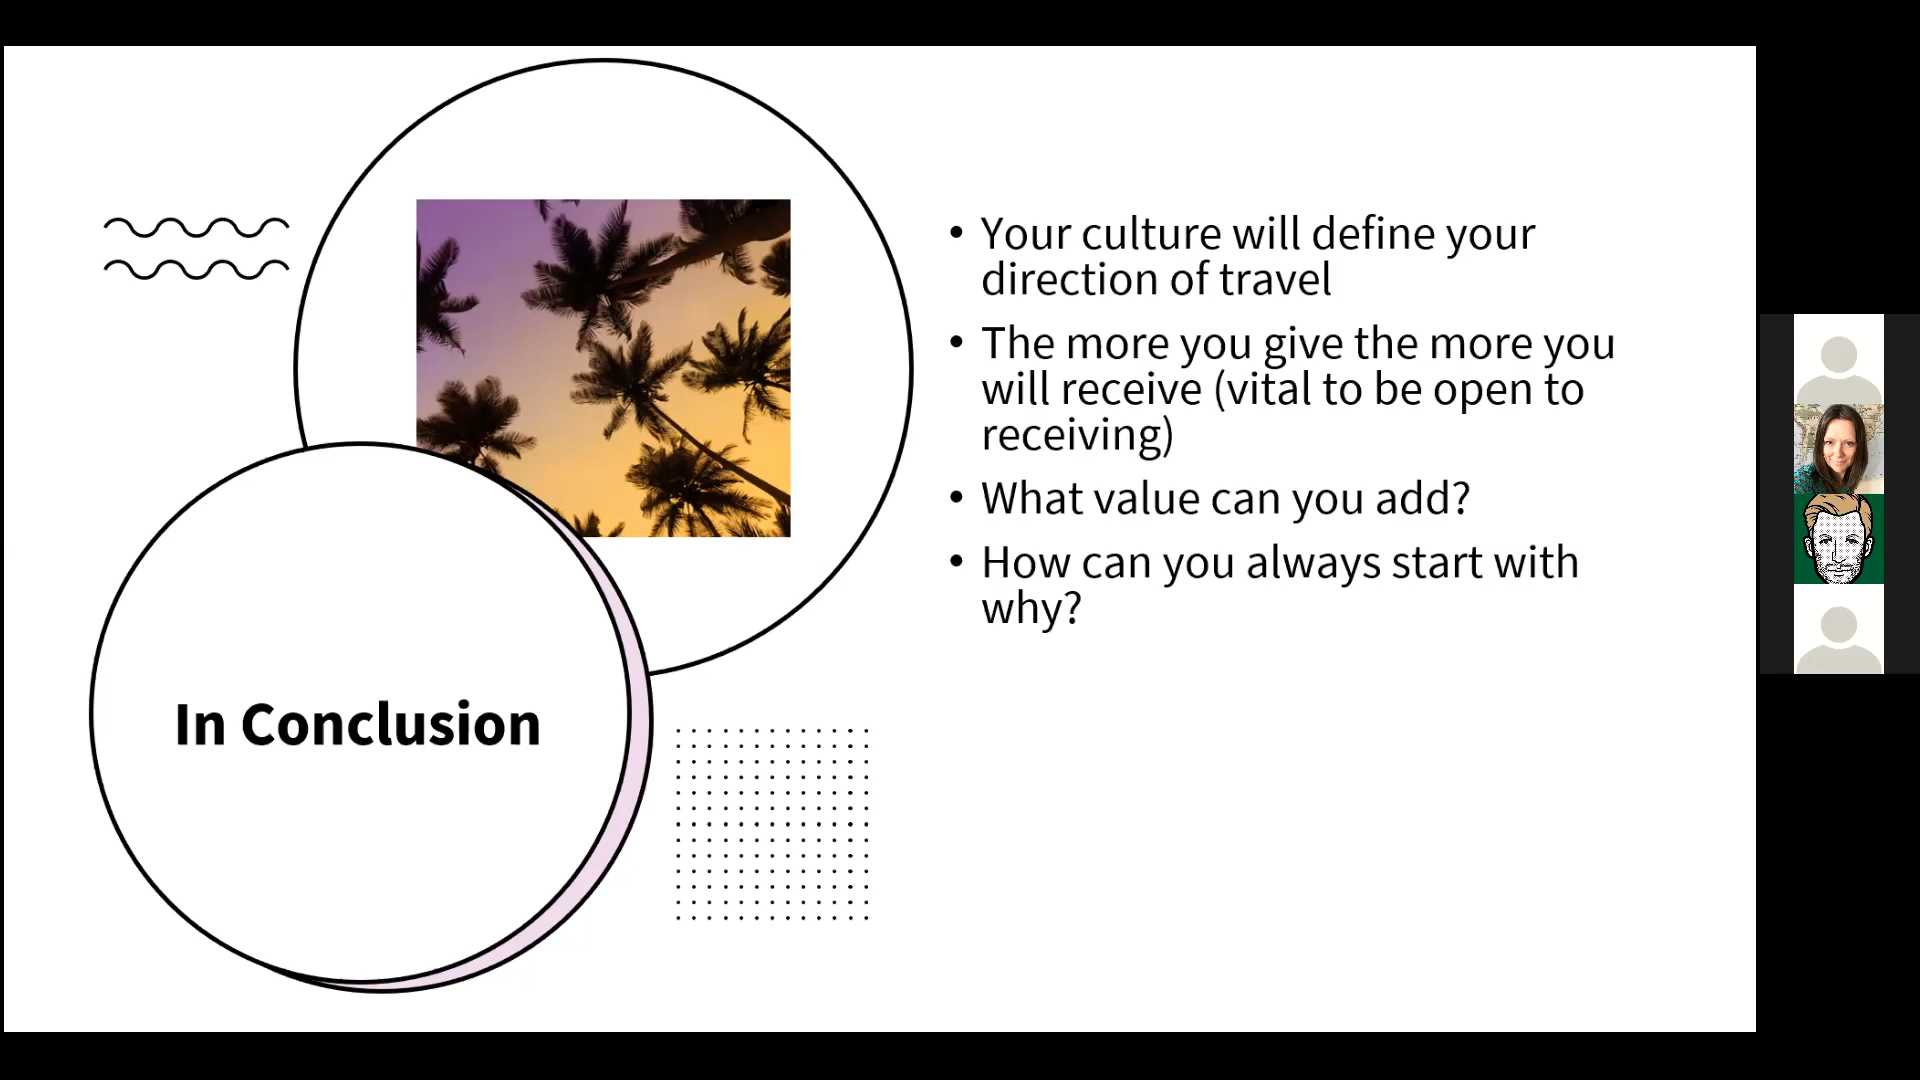 In Conclusion
• Your culture will define your
direction of travel
• The more you give the more you
will receive (vital to be open to
receiving)
• What value can you add?
• How can you always start with
why?